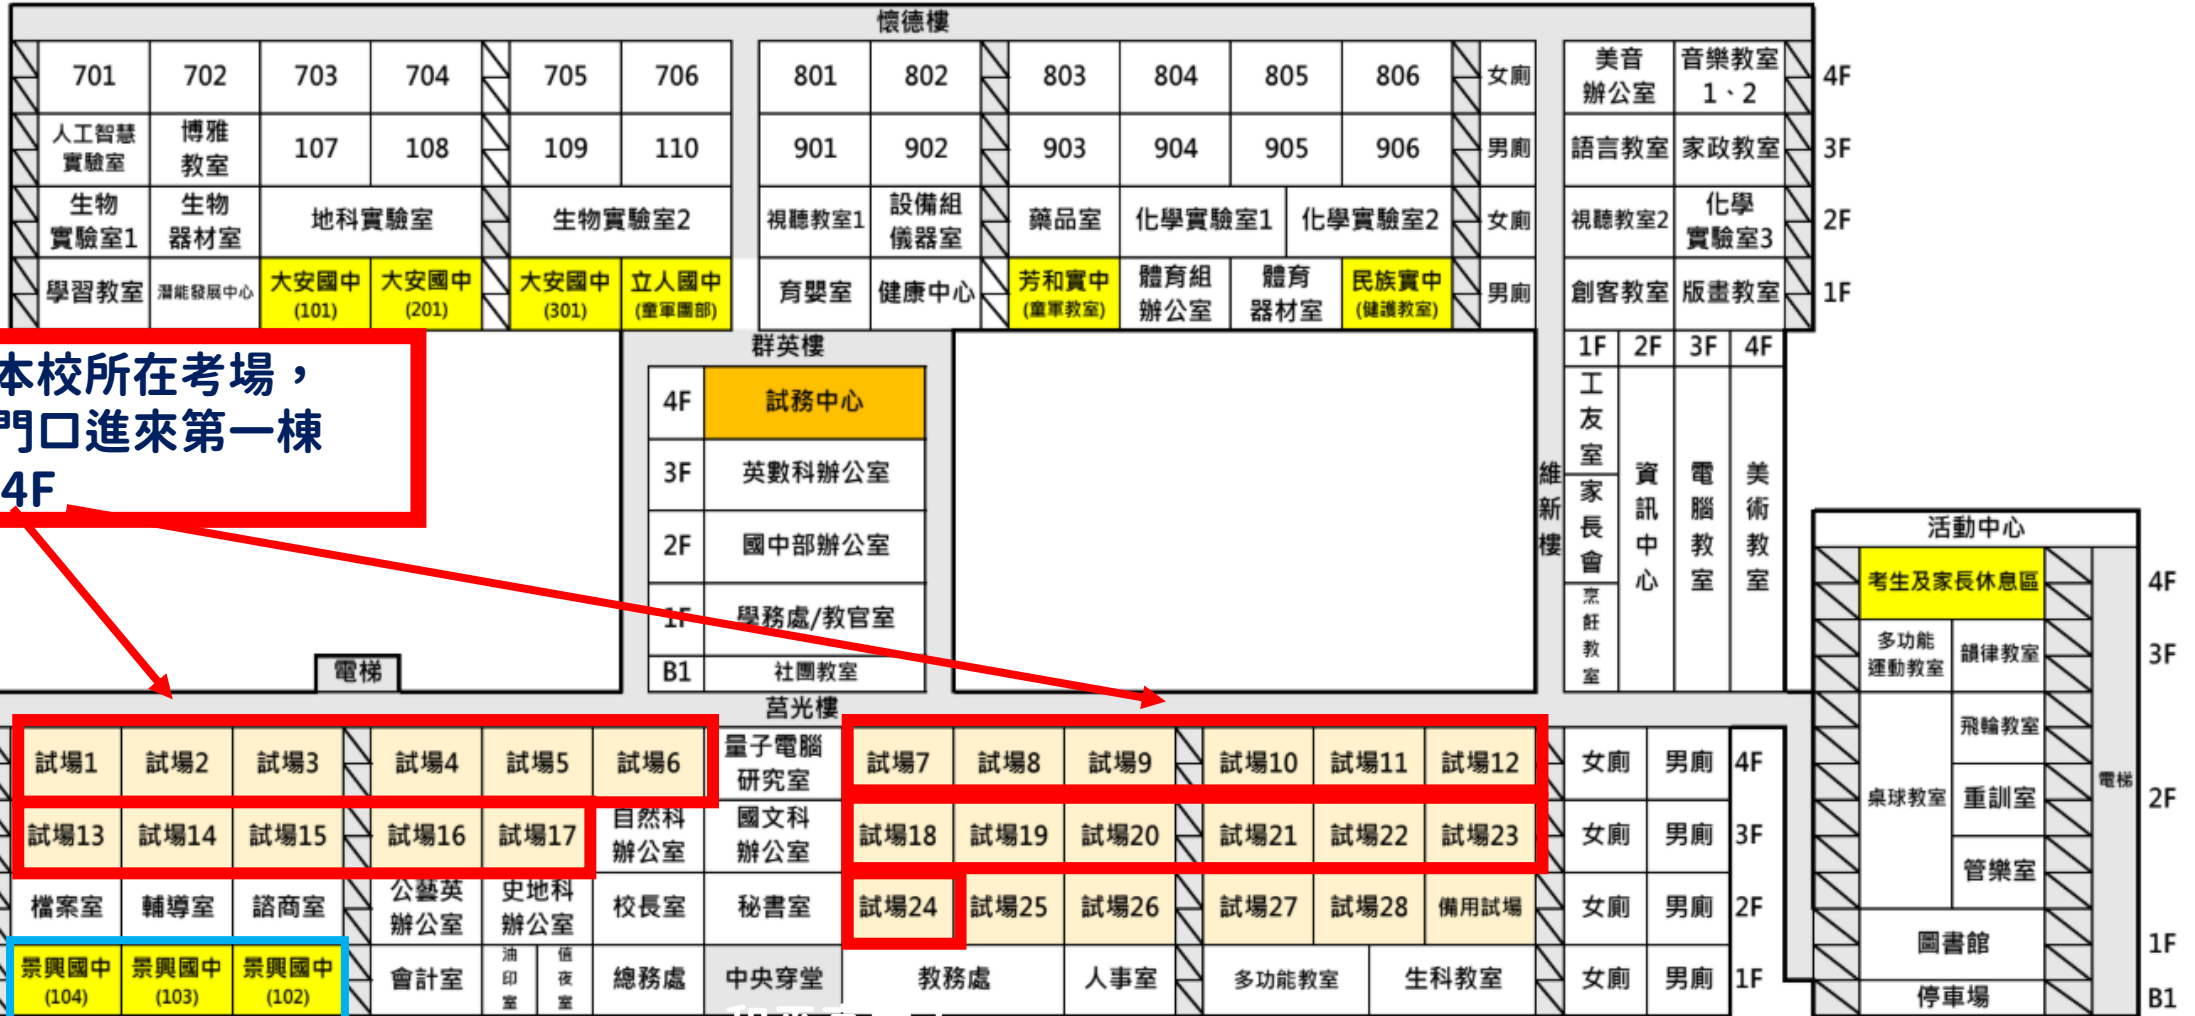 懷德樓
701 702 703 704 705 706 801 802 803 804 805 806 女廁 美音辦公室 音樂教室1、2 4F
人工智慧實驗室 博雅教室 107 108 109 110 901 902 903 904 905 906 男廁 語言教室 家政教室 3F
生物實驗室1 生物器材室 地科實驗室 生物實驗室2 視聽教室1 設備組儀器室 藥品室 化學實驗室1 化學實驗室2 女廁 視聽教室2 化學實驗室3 2F
學習教室 潛能發展中心 大安國中(101) 大安國中(201) 大安國中(301) 立人國中(童軍團部) 育嬰室 健康中心 芳和實中(童軍教室) 體育組辦公室 體育器材室 民族實中(健護教室) 男廁 創客教室 版畫教室 1F
本校所在考場，
門口進來第一棟
4F
群英樓
4F 試務中心
3F 英數科辦公室
2F 國中部辦公室
1F 學務處/教官室
B1 社團教室
維新樓
1F 2F 3F 4F
工友室
家長會
烹飪教室
資訊中心
電腦教室
美術教室
活動中心
考生及家長休息區 4F
多功能運動教室 韻律教室 3F
桌球教室 飛輪教室
重訓室 2F
管樂室
電梯
圖書館 1F
停車場 B1
電梯
莒光樓
試場1 試場2 試場3 試場4 試場5 試場6 量子電腦研究室 試場7 試場8 試場9 試場10 試場11 試場12 女廁 男廁 4F
試場13 試場14 試場15 試場16 試場17 自然科辦公室 國文科辦公室 試場18 試場19 試場20 試場21 試場22 試場23 女廁 男廁 3F
檔案室 輔導室 諮商室 公藝英辦公室 史地科辦公室 校長室 秘書室 試場24 試場25 試場26 試場27 試場28 備用試場 女廁 男廁 2F
景興國中(104) 景興國中(103) 景興國中(102) 會計室 油印室 值夜室 總務處 中央穿堂 教務處 人事室 多功能教室 生科教室 女廁 男廁 1F